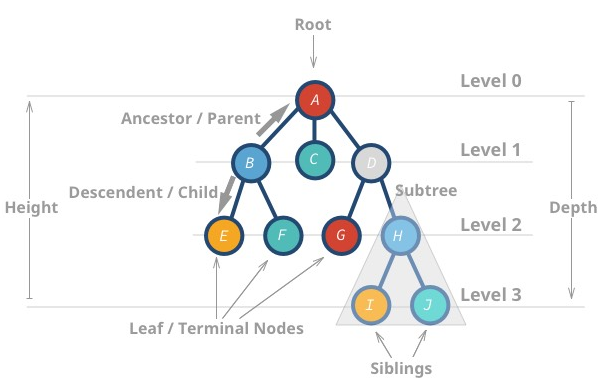 Root
Level 0
A
Ancestor / Parent
Level 1
B
C
D
Descendent / Child
Subtree
Height
Depth
Level 2
E
F
G
H
Level 3
I
J
Leaf / Terminal Nodes
Siblings